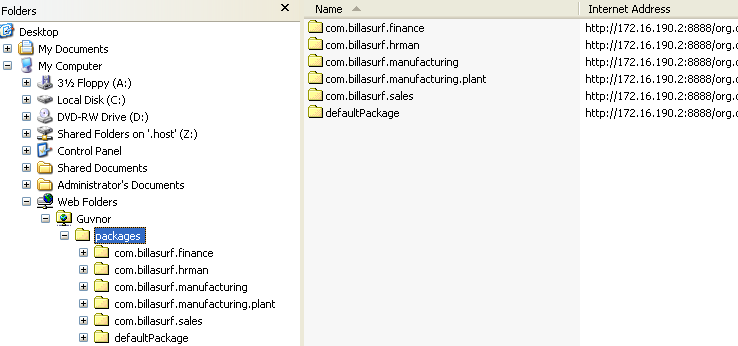 Folders
Desktop
My Documents
My Computer
3½ Floppy (A:)
Local Disk (C:)
DVD-RW Drive (D:)
Shared Folders on '.host' (Z:)
Control Panel
Shared Documents
Administrator's Documents
Web Folders
Guvnor
packages
com.billasurf.finance
com.billasurf.hrman
com.billasurf.manufacturing
com.billasurf.manufacturing.plant
com.billasurf.sales
defaultPackage
Name Internet Address
com.billasurf.finance http://172.16.190.2:8888/org.
com.billasurf.hrman http://172.16.190.2:8888/org.
com.billasurf.manufacturing http://172.16.190.2:8888/org.
com.billasurf.manufacturing.plant http://172.16.190.2:8888/org.
com.billasurf.sales http://172.16.190.2:8888/org.
defaultPackage http://172.16.190.2:8888/org.